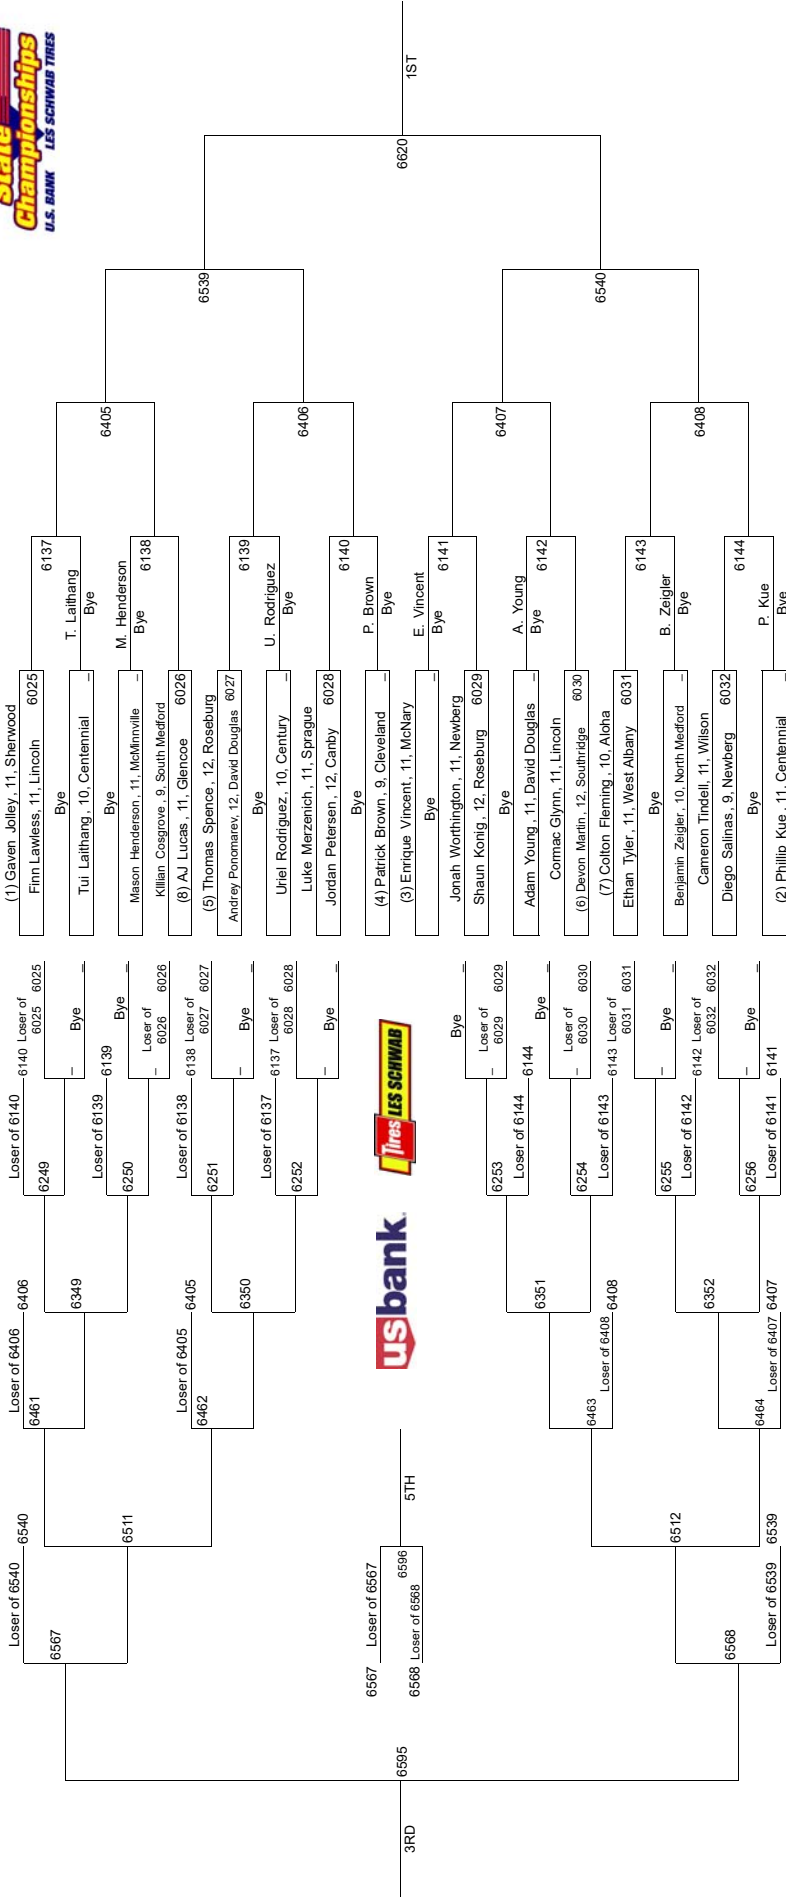 State
Championships
U.S. BANK LES SCHWAB TIRES
1ST
6620
6539
6540
6405
6406
6407
6408
6137
T. Laithang
Bye
M. Henderson
Bye
6138
6139
U. Rodriguez
Bye
6140
P. Brown
Bye
E. Vincent
Bye
6141
A. Young
Bye
6142
6143
B. Zeigler
Bye
6144
P. Kue
Bye
(1) Gaven Jolley , 11, Sherwood
Finn Lawless, 11, Lincoln 6025
Bye
Tui Laithang , 10, Centennial –
Bye
Mason Henderson , 11, McMinnville –
Killian Cosgrove , 9, South Medford
(8) AJ Lucas , 11, Glencoe 6026
(5) Thomas Spence , 12, Roseburg
Andrey Ponomarev, 12, David Douglas 6027
Bye
Uriel Rodriguez , 10, Century –
Luke Merzenich , 11, Sprague
Jordan Petersen , 12, Canby 6028
Bye
(4) Patrick Brown , 9, Cleveland –
(3) Enrique Vincent , 11, McNary
Bye –
Jonah Worthington , 11, Newberg
Shaun Konig , 12, Roseburg 6029
Bye
Adam Young , 11, David Douglas –
Cormac Glynn, 11, Lincoln
(6) Devon Martin , 12, Southridge 6030
(7) Colton Fleming , 10, Aloha
Ethan Tyler , 11, West Albany 6031
Bye
Benjamin Zeigler , 10, North Medford –
Cameron Tindell, 11, Wilson
Diego Salinas , 9, Newberg 6032
Bye
(2) Phillip Kue , 11, Centennial –
Loser of
6025 6025
Bye –
Bye –
Loser of
6026 6026
Loser of 6027
6027
Bye –
Loser of 6028
6028
Bye –
Bye –
Loser of
6029 6029
Bye –
Loser of
6030 6030
Loser of 6031
6031
Bye –
Loser of 6032
6032
Bye –
Loser of 6140 6140
6249
–
Loser of 6139 6139
6250
–
Loser of 6138 6138
6251
–
Loser of 6137 6137
6252
–
Tires LES SCHWAB
–
6253
Loser of 6144 6144
–
6254
Loser of 6143 6143
–
6255
Loser of 6142 6142
–
6256
Loser of 6141 6141
usbank
Loser of 6406 6406
6349
Loser of 6405 6405
6350
6351
Loser of 6408 6408
6352
Loser of 6407 6407
6461
6462
6463
6464
Loser of 6540 6540
6511
6512
Loser of 6539 6539
5TH
6596
6567 Loser of 6567
6568 Loser of 6568
6567
6568
6595
3RD